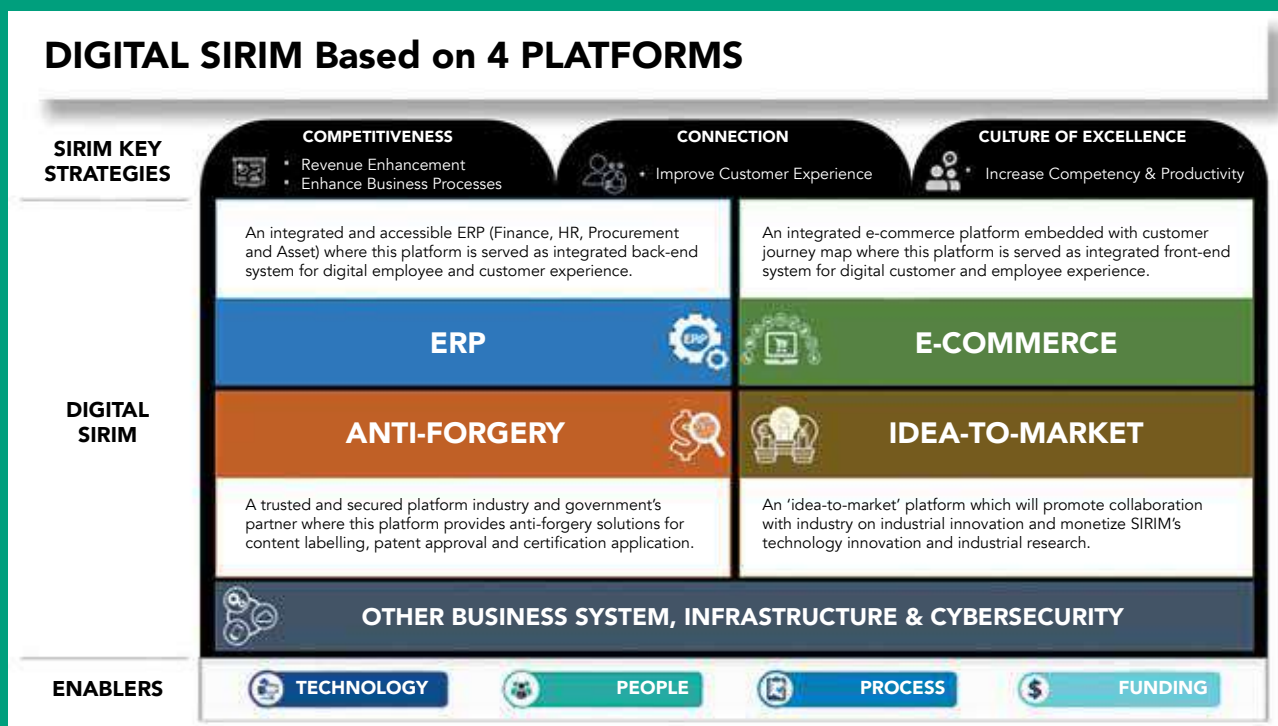 DIGITAL SIRIM Based on 4 PLATFORMS
SIRIM KEY
STRATEGIES
COMPETITIVENESS
• Revenue Enhancement
• Enhance Business Processes
CONNECTION
• Improve Customer Experience
CULTURE OF EXCELLENCE
• Increase Competency & Productivity
DIGITAL
SIRIM
An integrated and accessible ERP (Finance, HR, Procurement
and Asset) where this platform is served as integrated back-end
system for digital employee and customer experience.
ERP
ERP
An integrated e-commerce platform embedded with customer
journey map where this platform is served as integrated front-end
system for digital customer and employee experience.
E-COMMERCE
ANTI-FORGERY
A trusted and secured platform industry and government's
partner where this platform provides anti-forgery solutions for
content labelling, patent approval and certification application.
IDEA-TO-MARKET
An 'idea-to-market' platform which will promote collaboration
with industry on industrial innovation and monetize SIRIM's
technology innovation and industrial research.
OTHER BUSINESS SYSTEM, INFRASTRUCTURE & CYBERSECURITY
ENABLERS
TECHNOLOGY
PEOPLE
PROCESS
$
FUNDING